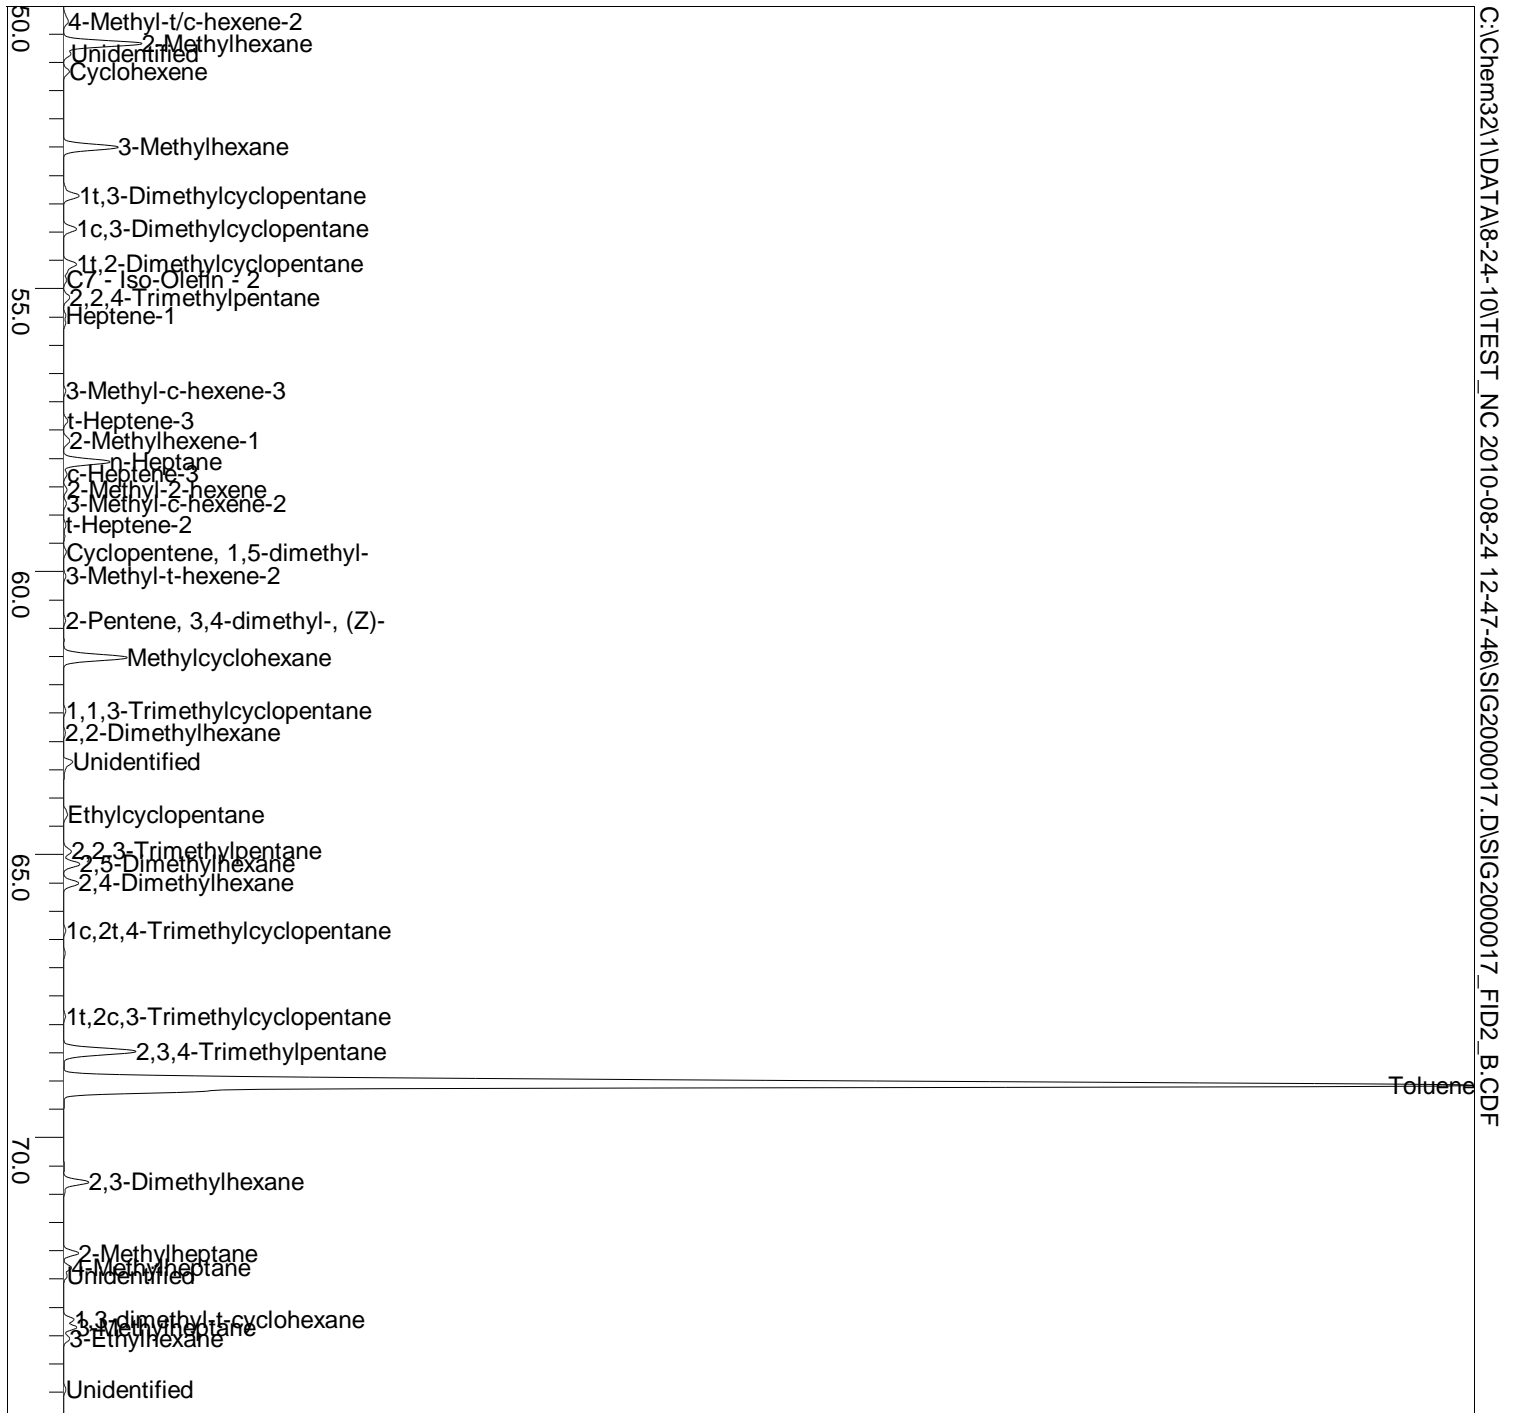 C:\Chem32\1\DATA\8-24-10\TEST_NC 2010-08-24 12-47-46\SIG2000017.D\SIG2000017_FID2_B.CDF
50.0
4-Methyl-t/c-hexene-2
2-Methylhexane
Unidentified
Cyclohexene
3-Methylhexane
1t,3-Dimethylcyclopentane
1c,3-Dimethylcyclopentane
1t,2-Dimethylcyclopentane
C7 - Iso-Olefin - 2
2,2,4-Trimethylpentane
55.0
Heptene-1
3-Methyl-c-hexene-3
t-Heptene-3
2-Methylhexene-1
n-Heptane
c-Heptene-3
2-Methyl-2-hexene
3-Methyl-c-hexene-2
t-Heptene-2
Cyclopentene, 1,5-dimethyl-
3-Methyl-t-hexene-2
60.0
2-Pentene, 3,4-dimethyl-, (Z)-
Methylcyclohexane
1,1,3-Trimethylcyclopentane
2,2-Dimethylhexane
Unidentified
Ethylcyclopentane
2,2,3-Trimethylpentane
2,5-Dimethylhexane
65.0
2,4-Dimethylhexane
1c,2t,4-Trimethylcyclopentane
1t,2c,3-Trimethylcyclopentane
2,3,4-Trimethylpentane
Toluene
70.0
2,3-Dimethylhexane
2-Methylheptane
4-Methylheptane
Unidentified
1,3-dimethyl-t-cyclohexane
3-Methylheptane
3-Ethylhexane
Unidentified